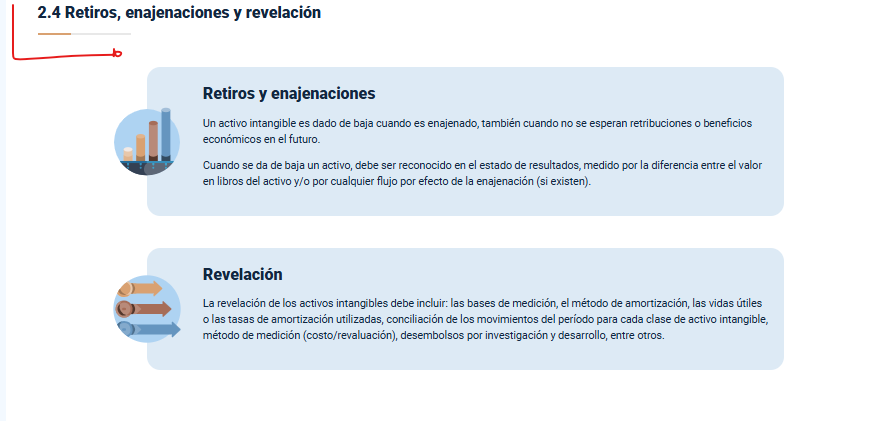 2.4 Retiros, enajenaciones y revelación
Retiros y enajenaciones
Un activo intangible es dado de baja cuando es enajenado, también cuando no se esperan retribuciones o beneficios
económicos en el futuro.
Cuando se da de baja un activo, debe ser reconocido en el estado de resultados, medido por la diferencia entre el valor
en libros del activo y/o por cualquier flujo por efecto de la enajenación (si existen).
Revelación
La revelación de los activos intangibles debe incluir: las bases de medición, el método de amortización, las vidas útiles
o las tasas de amortización utilizadas, conciliación de los movimientos del período para cada clase de activo intangible,
método de medición (costo/revaluación), desembolsos por investigación y desarrollo, entre otros.